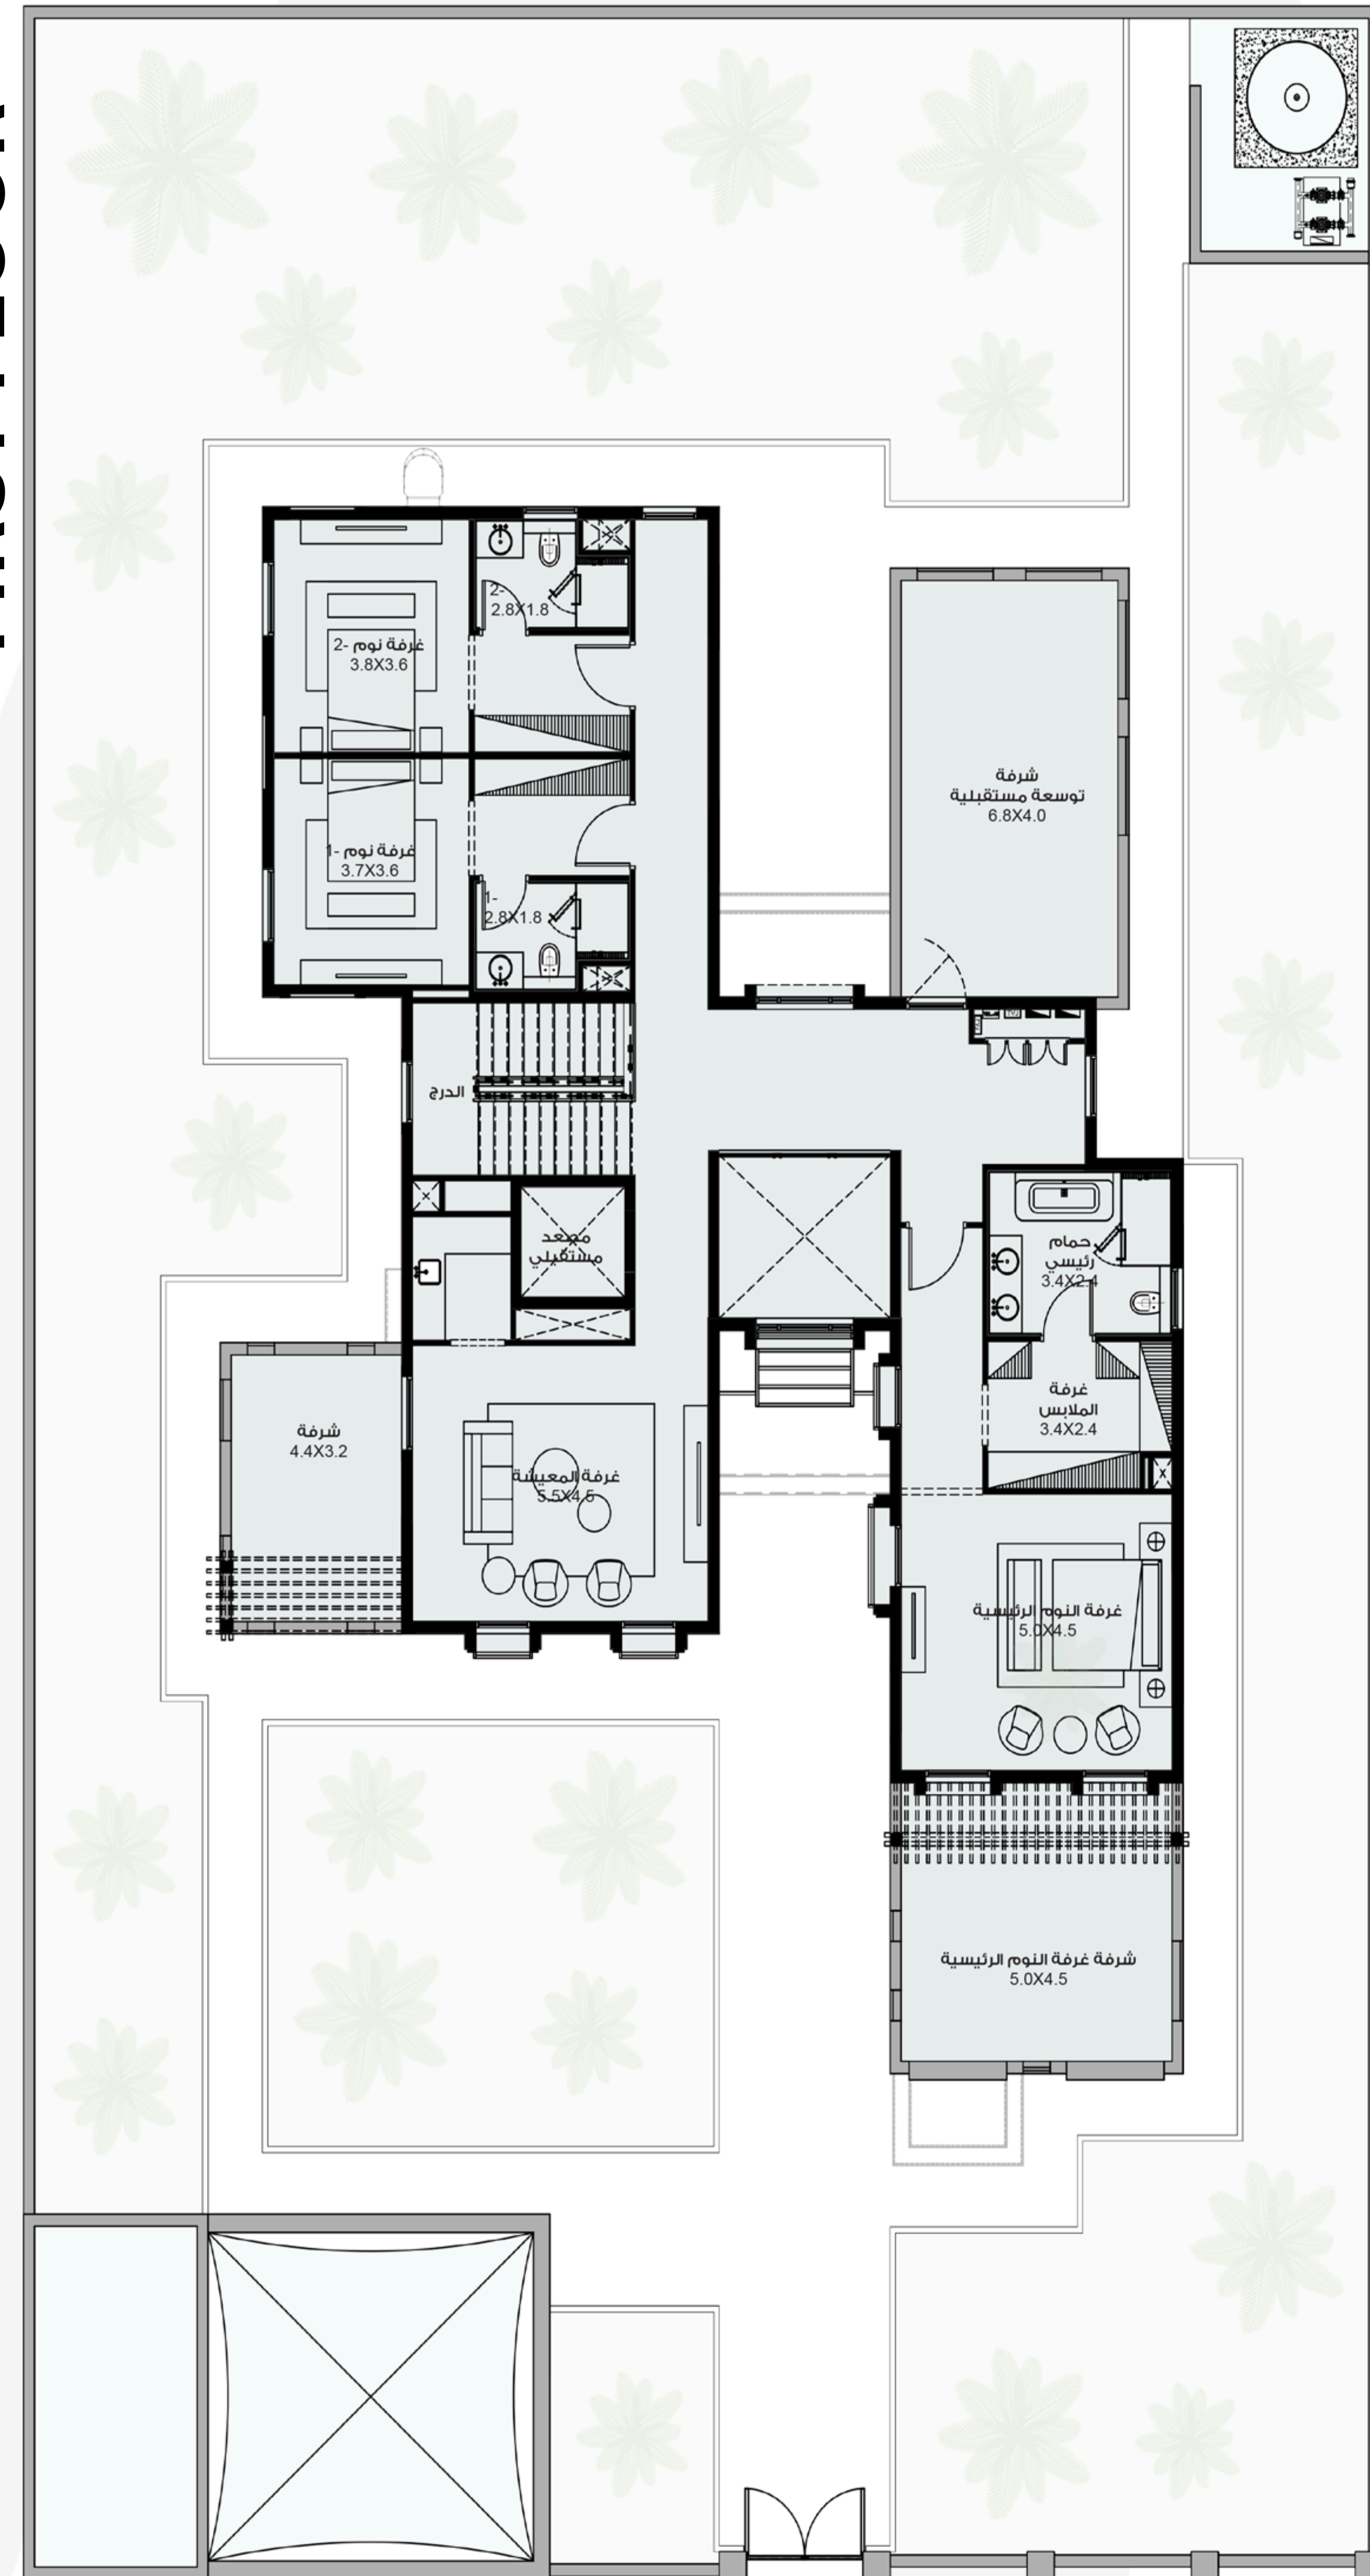 2-
2.8X1.8
غرفة نوم -2
3.8X3.6
شرفة
توسعة مستقبلية
6.8X4.0
غرفة نوم -1
3.7X3.6
1-
2.8X1.8
الدرج
مصعد
مستقبلي
حمام
رئيسي
3.4X2.4
غرفة
الملابس
3.4X2.4
شرفة
4.4X3.2
غرفة المعيشة
5.5X4.5
غرفة النوم الرئيسية
5.0X4.5
شرفة غرفة النوم الرئيسية
5.0X4.5